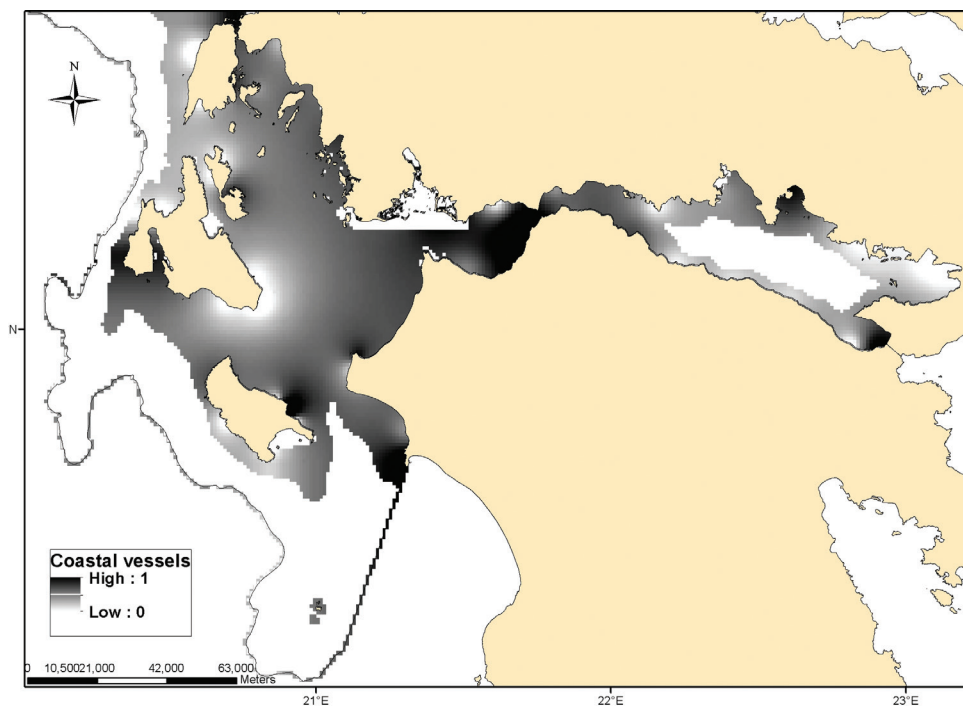 N
N
Coastal vessels
High : 1
Low : 0
0 10,500 21,000 42,000 63,000
Meters
21°E 22°E 23°E